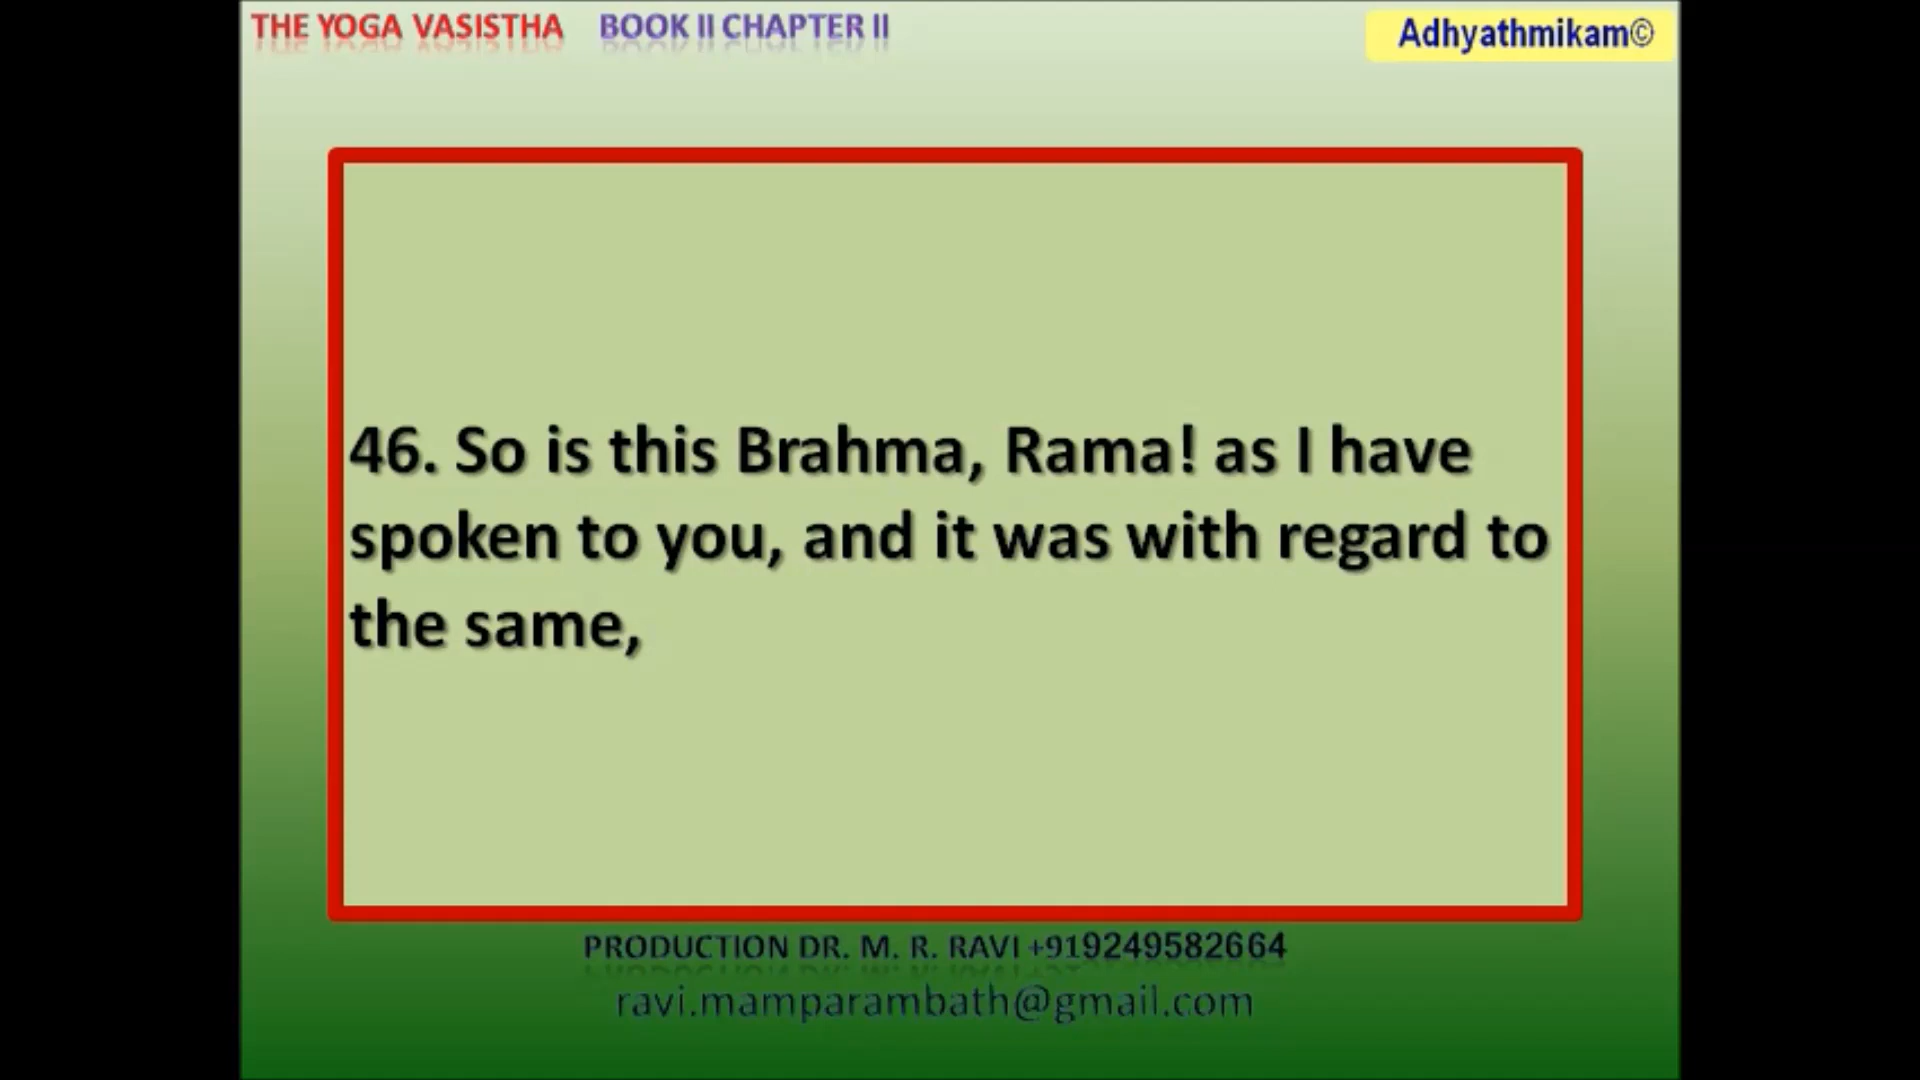 THE YOGA VASISTHA BOOK II CHAPTER II
Adhyathmikam©
46. So is this Brahma, Rama! as I have
spoken to you, and it was with regard to
the same,
PRODUCTION DR. M. R. RAVI +919249582664
ravi.mamparambath@gmail.com